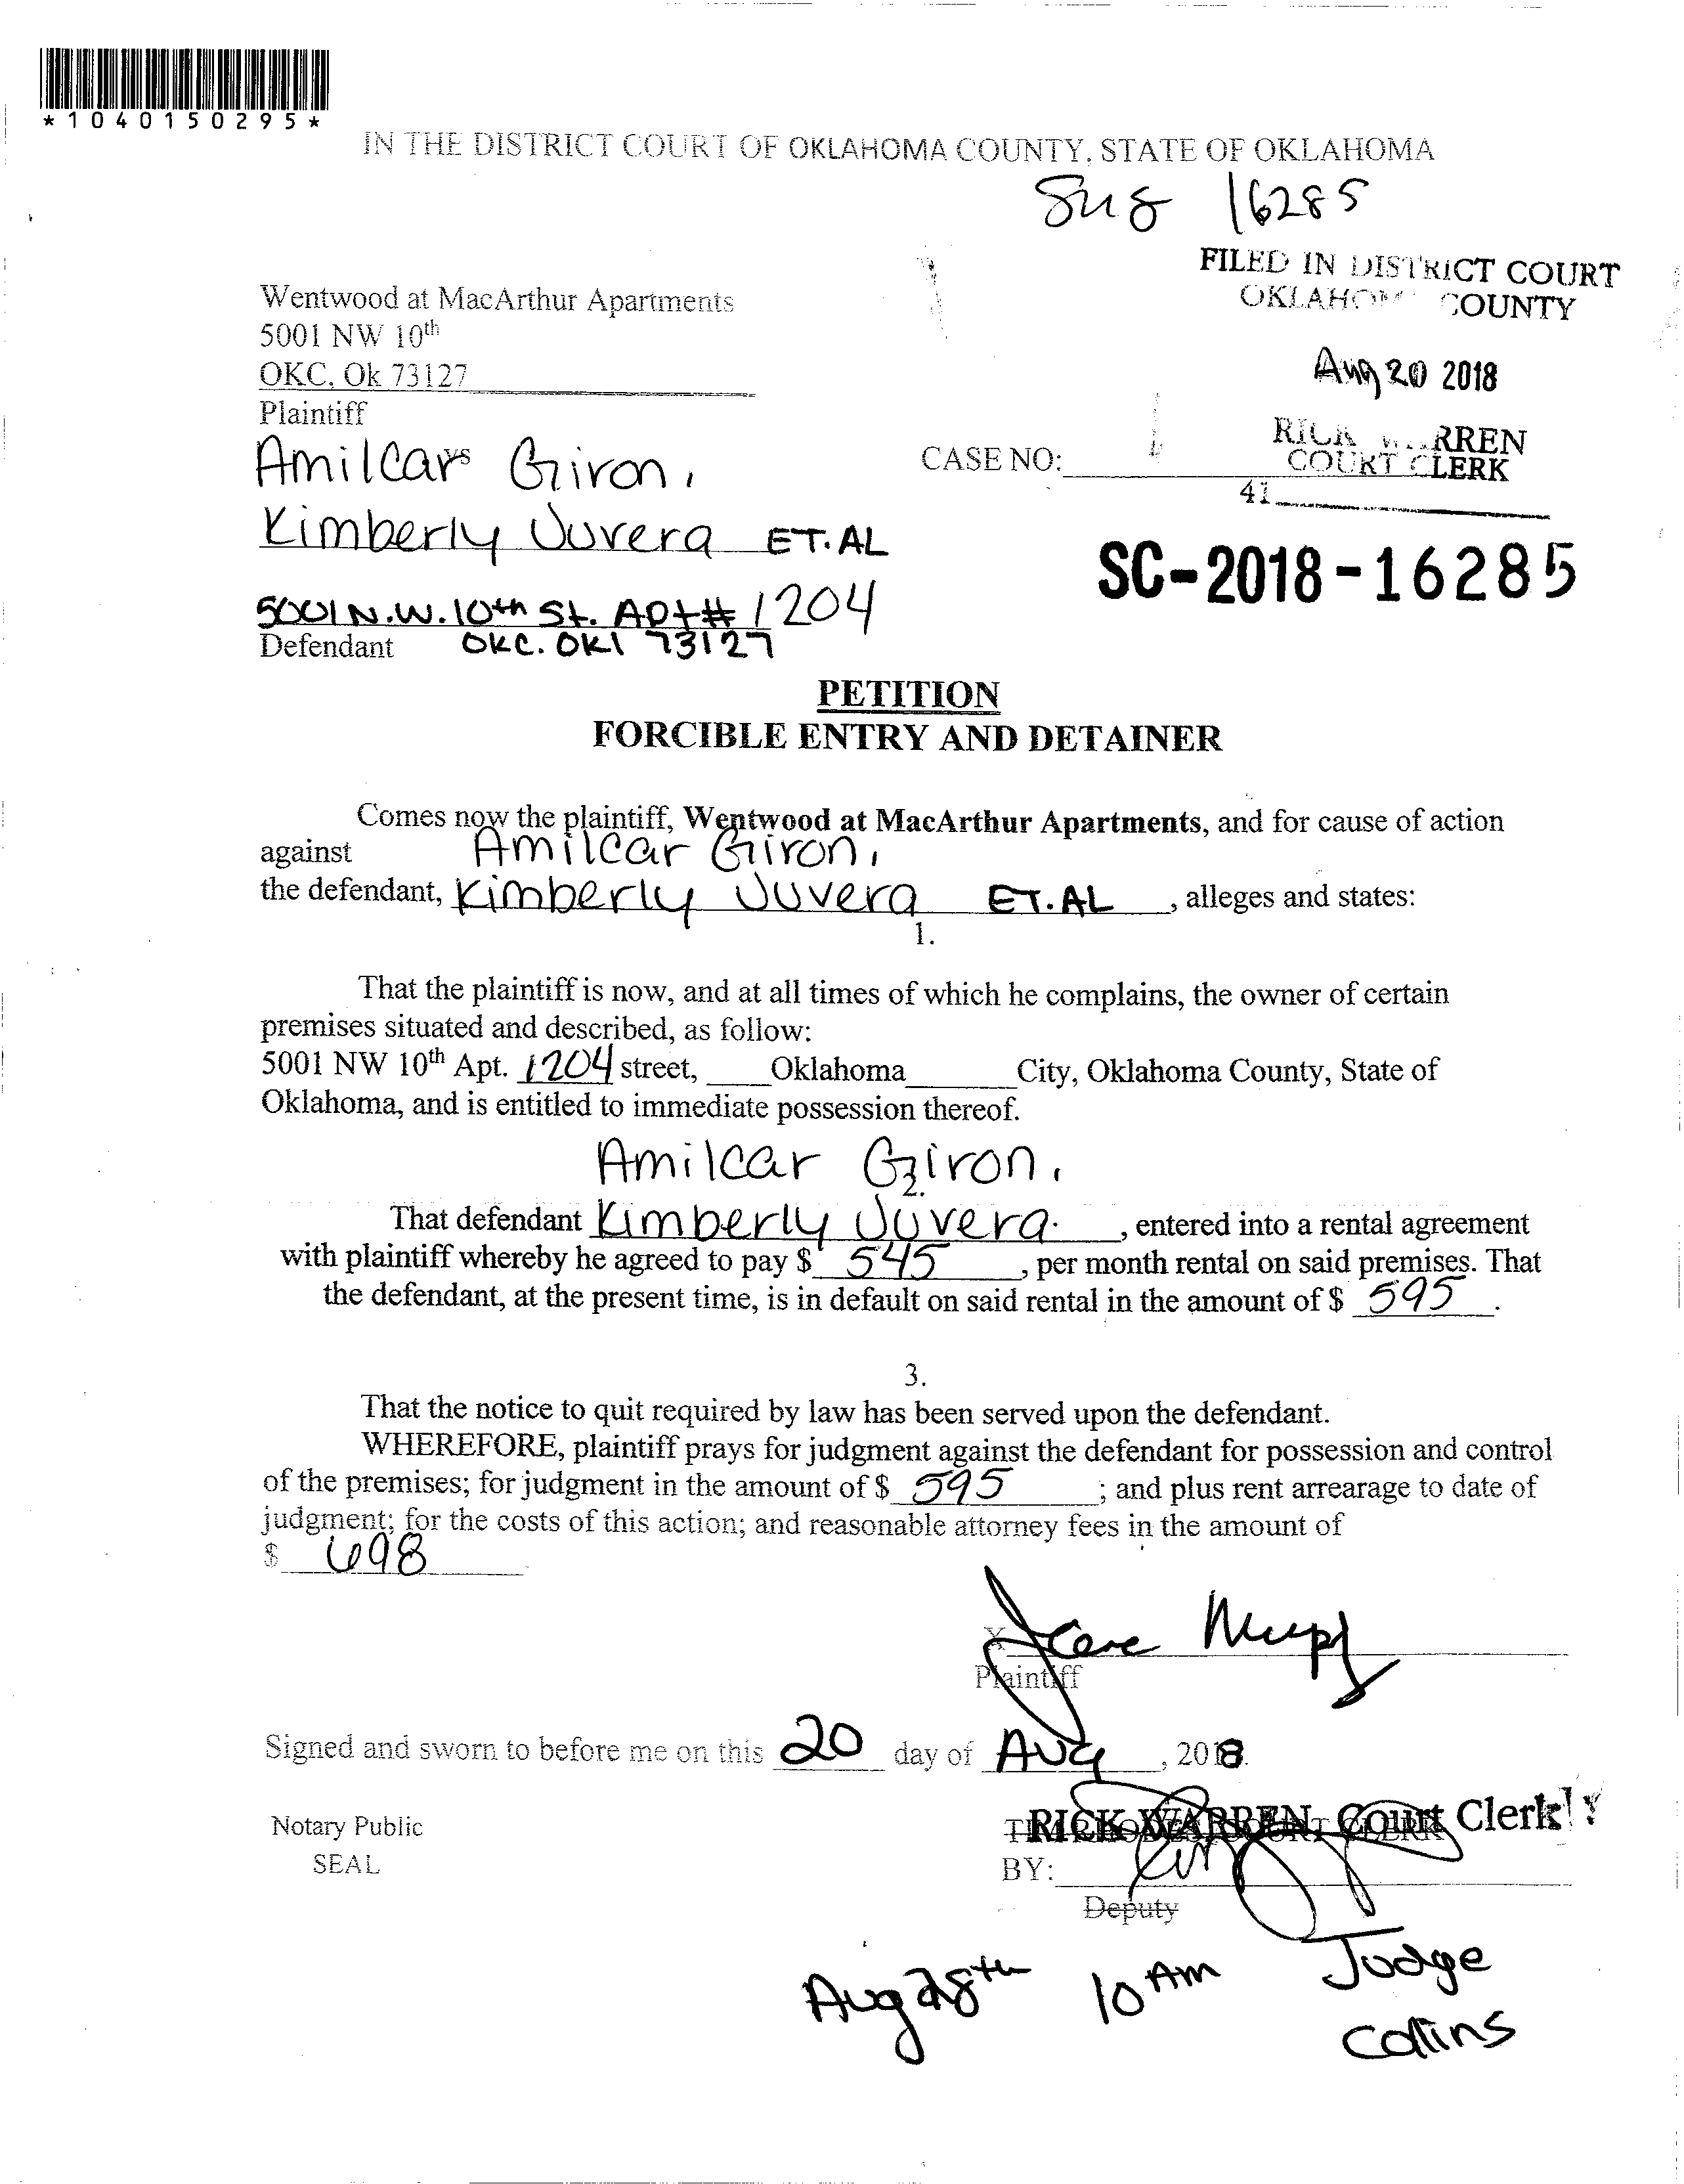 *1040150295*
IN THE DISTRICT COURT OF OKLAHOMA COUNTY, STATE OF OKLAHOMA
16285
FILED IN DISTRICT COURT
OKLAHOMA COUNTY
Wentwood at MacArthur Apartments
5001 NW 10th
OKC, Ok 73127
Plaintiff
Aug 20 2018
RICK WARREN
COURT CLERK
41
Amilcar Giron,
CASE NO:
Kimberly Juvera ET.AL
SC-2018-16285
5001 N.W. 10th St. Apt# 1204
Defendant OKC. OKl 73127
PETITION
FORCIBLE ENTRY AND DETAINER
Comes now the plaintiff, Wentwood at MacArthur Apartments, and for cause of action
against Amilcar Giron,
the defendant, Kimberly Juvera ET.AL , alleges and states:
1.
That the plaintiff is now, and at all times of which he complains, the owner of certain
premises situated and described, as follow:
5001 NW 10th Apt. 1204 street, Oklahoma City, Oklahoma County, State of
Oklahoma, and is entitled to immediate possession thereof.
Amilcar Giron,
2.
That defendant Kimberly Juvera. , entered into a rental agreement
with plaintiff whereby he agreed to pay $ 545 , per month rental on said premises. That
the defendant, at the present time, is in default on said rental in the amount of $ 595 .
3.
That the notice to quit required by law has been served upon the defendant.
WHEREFORE, plaintiff prays for judgment against the defendant for possession and control
of the premises; for judgment in the amount of $ 595 ; and plus rent arrearage to date of
judgment; for the costs of this action; and reasonable attorney fees in the amount of
$ 698
X
Plaintiff
Signed and sworn to before me on this 20 day of Aug , 2018.
Notary Public
SEAL
RICK WARREN, Court Clerk
BY:
Deputy
Aug 28th 10 AM Judge
Collins